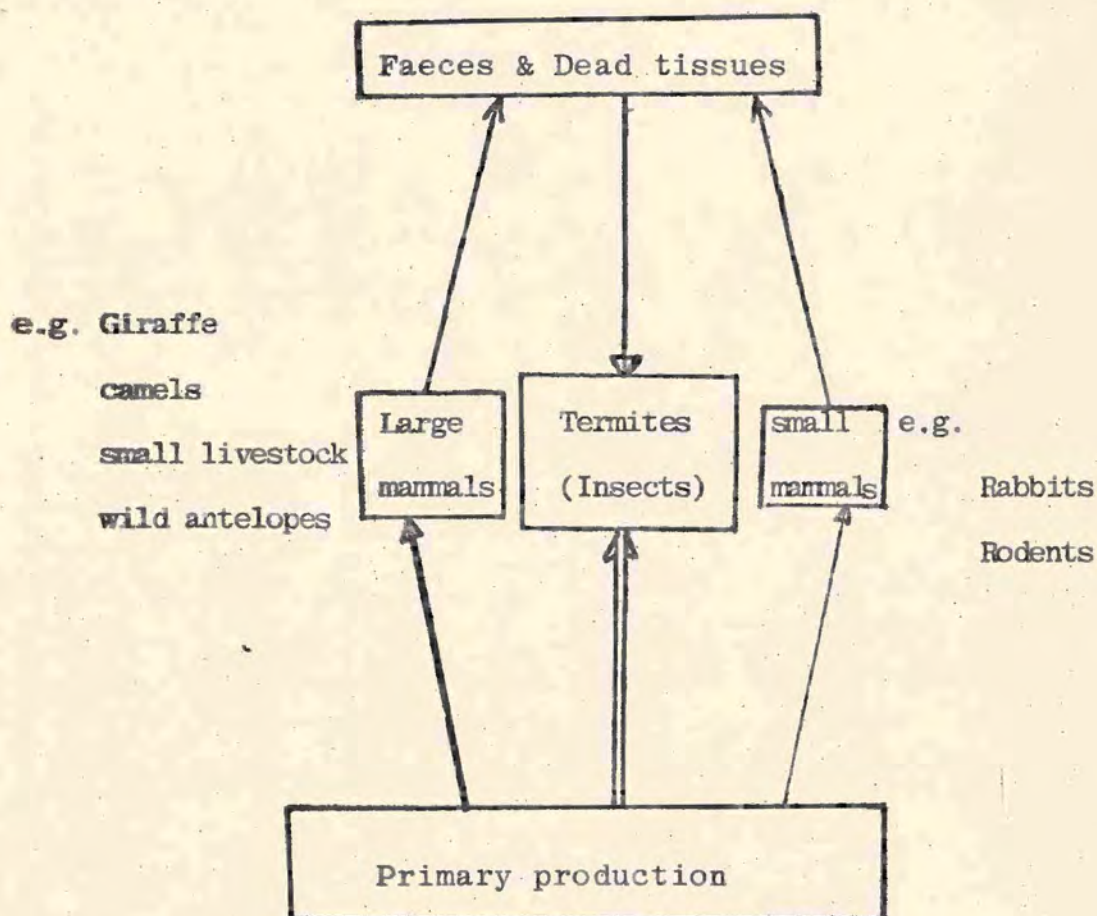 Faeces & Dead tissues
e.g. Giraffe
camels
small livestock
wild antelopes
Large
mammals
Termites
(Insects)
small
mammals
e.g.
Rabbits
Rodents
Primary production